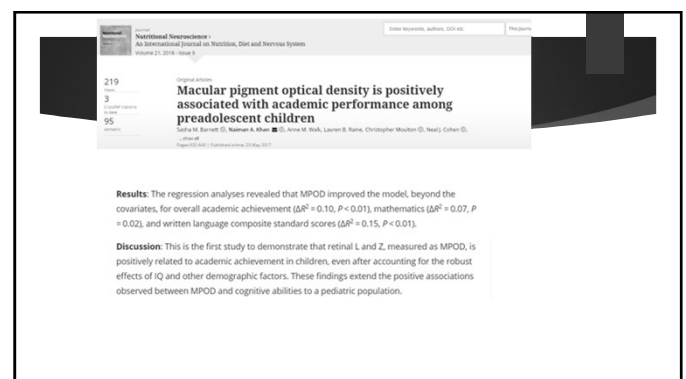 Journal
Nutritional Neuroscience ›
An International Journal on Nutrition, Diet and Nervous System
Volume 21, 2018 - Issue 9
Enter keywords, authors, DOI etc.
This Journa
219
Views
3
CrossRef citations
to date
95
Altmetric
Original Articles
Macular pigment optical density is positively
associated with academic performance among
preadolescent children
Sasha M. Barnett, Naiman A. Khan, Anne M. Walk, Lauren B. Raine, Christopher Moulton, Neal J. Cohen,
...show all
Pages 632-640 | Published online: 23 May 2017
Results: The regression analyses revealed that MPOD improved the model, beyond the
covariates, for overall academic achievement (ΔR² = 0.10, P < 0.01), mathematics (ΔR² = 0.07, P
= 0.02), and written language composite standard scores (ΔR² = 0.15, P < 0.01).
Discussion: This is the first study to demonstrate that retinal L and Z, measured as MPOD, is
positively related to academic achievement in children, even after accounting for the robust
effects of IQ and other demographic factors. These findings extend the positive associations
observed between MPOD and cognitive abilities to a pediatric population.